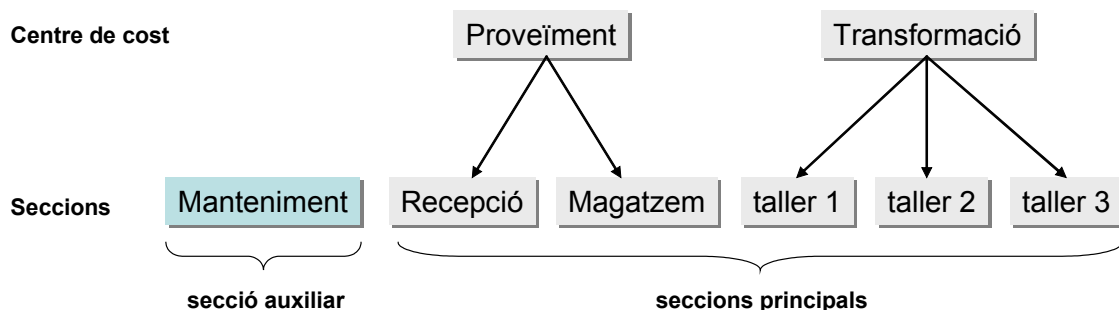 Centre de cost Proveïment Transformació
Seccions Manteniment Recepció Magatzem taller 1 taller 2 taller 3
secció auxiliar seccions principals